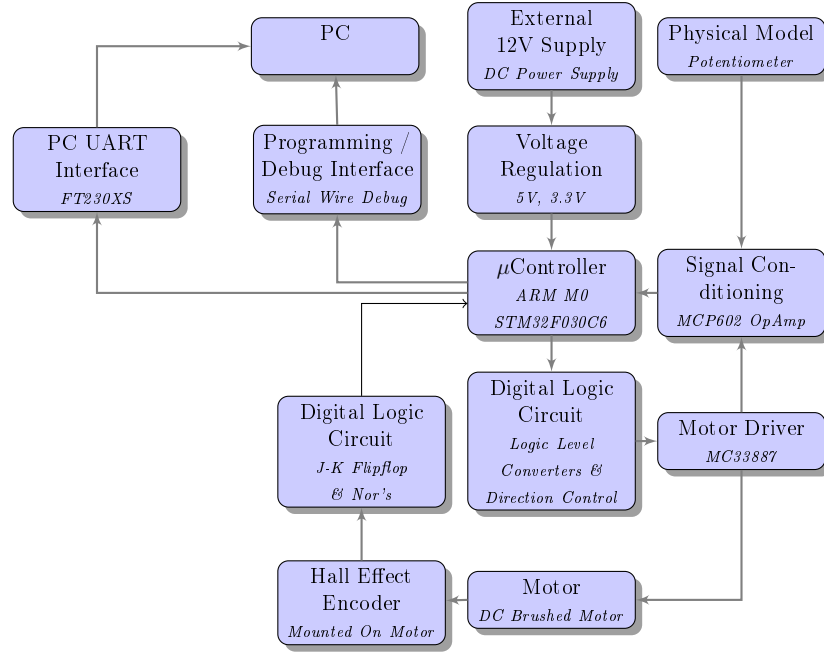 PC
External
12V Supply
DC Power Supply
Physical Model
Potentiometer
PC UART
Interface
FT230XS
Programming /
Debug Interface
Serial Wire Debug
Voltage
Regulation
5V, 3.3V
μController
ARM M0
STM32F030C6
Signal Con-
ditioning
MCP602 OpAmp
Digital Logic
Circuit
J-K Flipflop
& Nor's
Digital Logic
Circuit
Logic Level
Converters &
Direction Control
Motor Driver
MC33887
Hall Effect
Encoder
Mounted On Motor
Motor
DC Brushed Motor